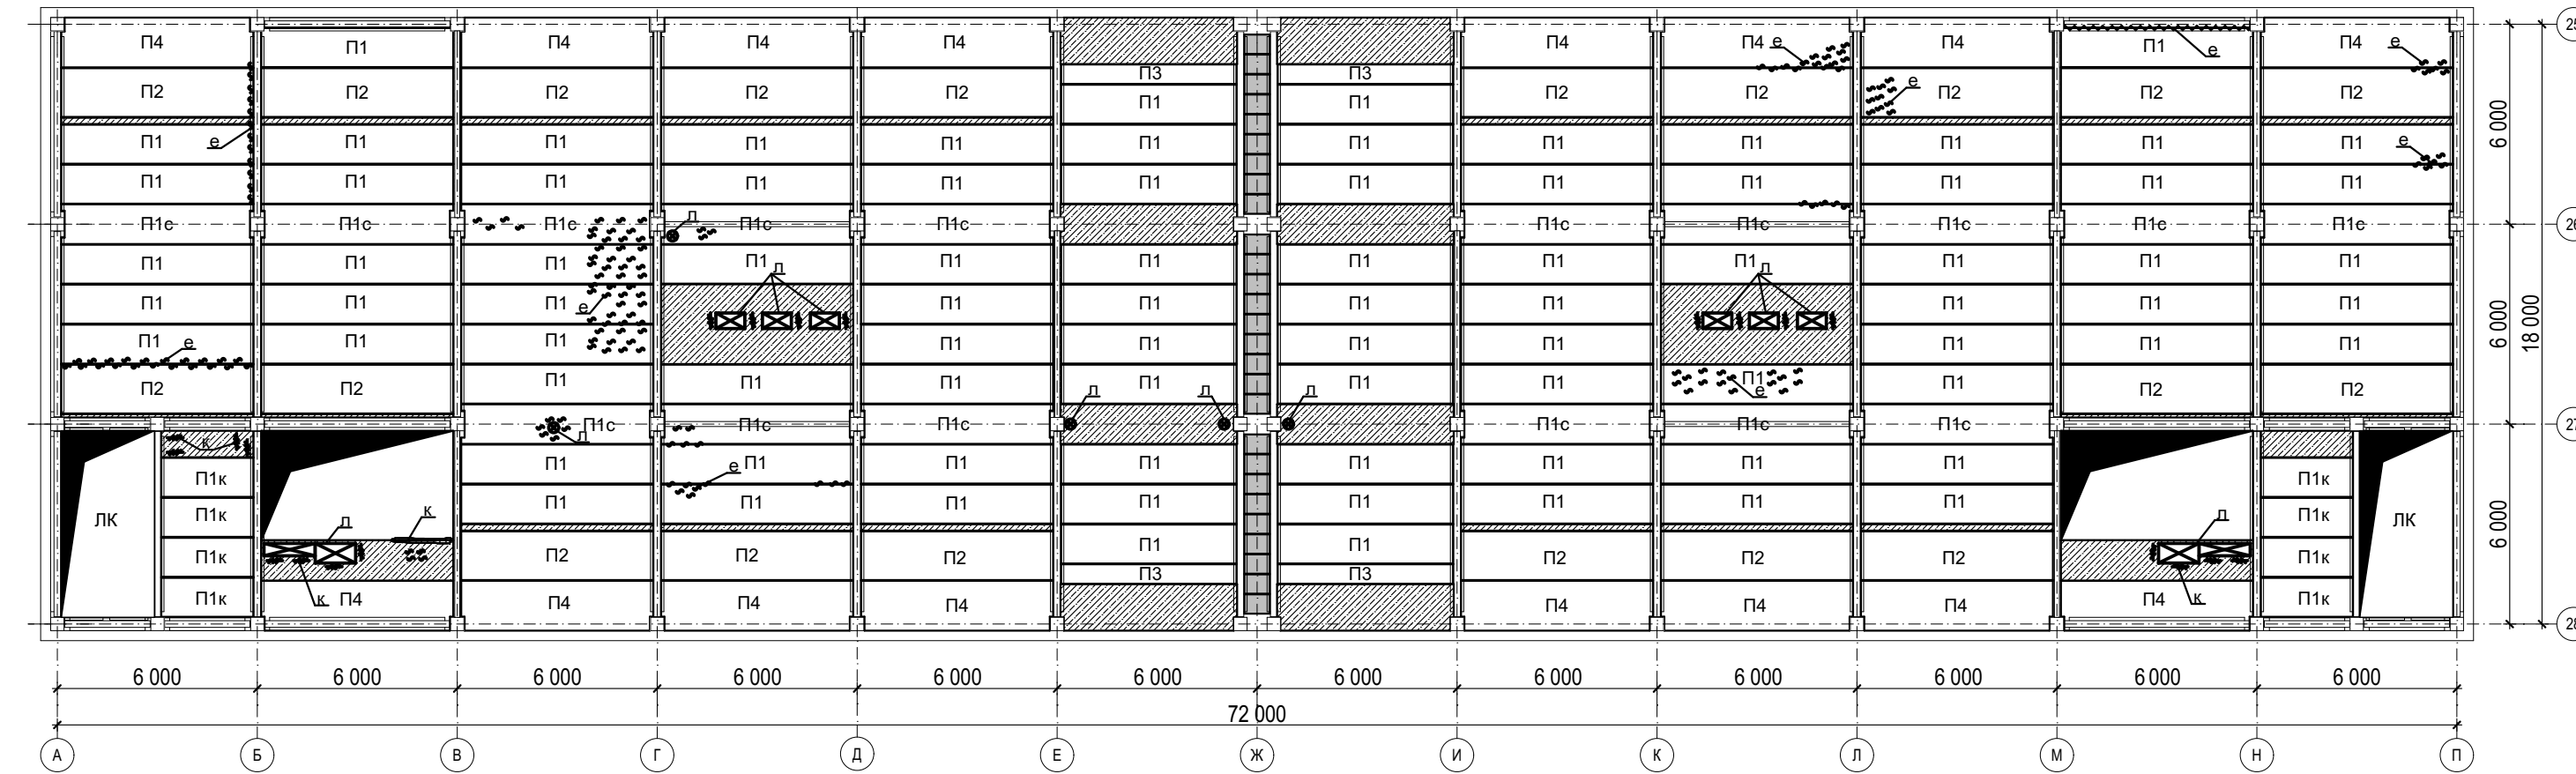 П4 П1 П4 П4 П4 П4 П4 е П4 П1 е П4 е 25
П3 П3
П2 П2 П2 П2 П2 П1 П1 П2 П2 П2 е П2 П2
П1 е П1 П1 П1 П1 П1 П1 П1 П1 П1 П1 П1 е 6 000
П1 П1 П1 П1 П1 П1 П1 П1 П1 П1 П1 П1
П1с П1с П1с л П1с П1с П1с П1с П1с П1с П1с 26
П1 П1 П1 П1 л П1 П1 П1 П1 П1 л П1 П1 П1
П1 П1 П1 е П1 П1 П1 П1 П1 П1 П1 6 000 18 000
П1 е П1 П1 П1 П1 П1 П1 П1 П1 П1
П2 П2 П1 П1 П1 П1 П1 П1 П1 е П1 П2 П2
л л л
П1с л П1с П1с П1с П1с П1с 27
к
П1к П1 е П1 П1 П1 П1 П1 П1 П1 П1к
П1к к П1 П1 П1 П1 П1 П1 П1 П1 П1к
ЛК л л ЛК 6 000
П1к П2 П2 П2 П1 П1 П2 П2 П2 П1к
П3 П3
П1к к П4 П4 П4 П4 П4 П4 П4 П4 к П1к
28
6 000 6 000 6 000 6 000 6 000 6 000 6 000 6 000 6 000 6 000 6 000 6 000
72 000
А Б В Г Д Е Ж И К Л М Н П